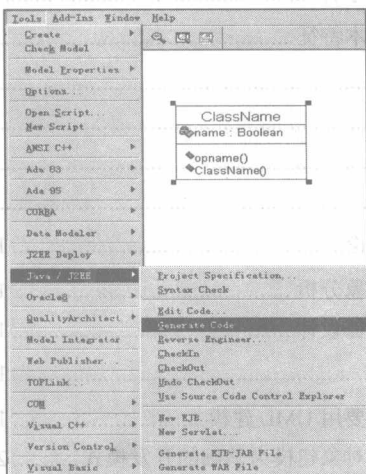 Tools Add-Ins Window Help
Create
Check Model
Model Properties
Options...
Open Script...
New Script
ANSI C++
Ada 83
Ada 95
CORBA
Data Modeler
J2EE Deploy
Java / J2EE
Oracle8
QualityArchitect
Model Integrator
Web Publisher...
TOPLink...
COM
Visual C++
Version Control
Visual Basic
ClassName
name : Boolean
opname()
ClassName()
Project Specification...
Syntax Check
Edit Code...
Generate Code
Reverse Engineer...
CheckIn
CheckOut
Undo CheckOut
Use Source Code Control Explorer
New EJB...
New Servlet...
Generate EJB-JAR File
Generate WAR File